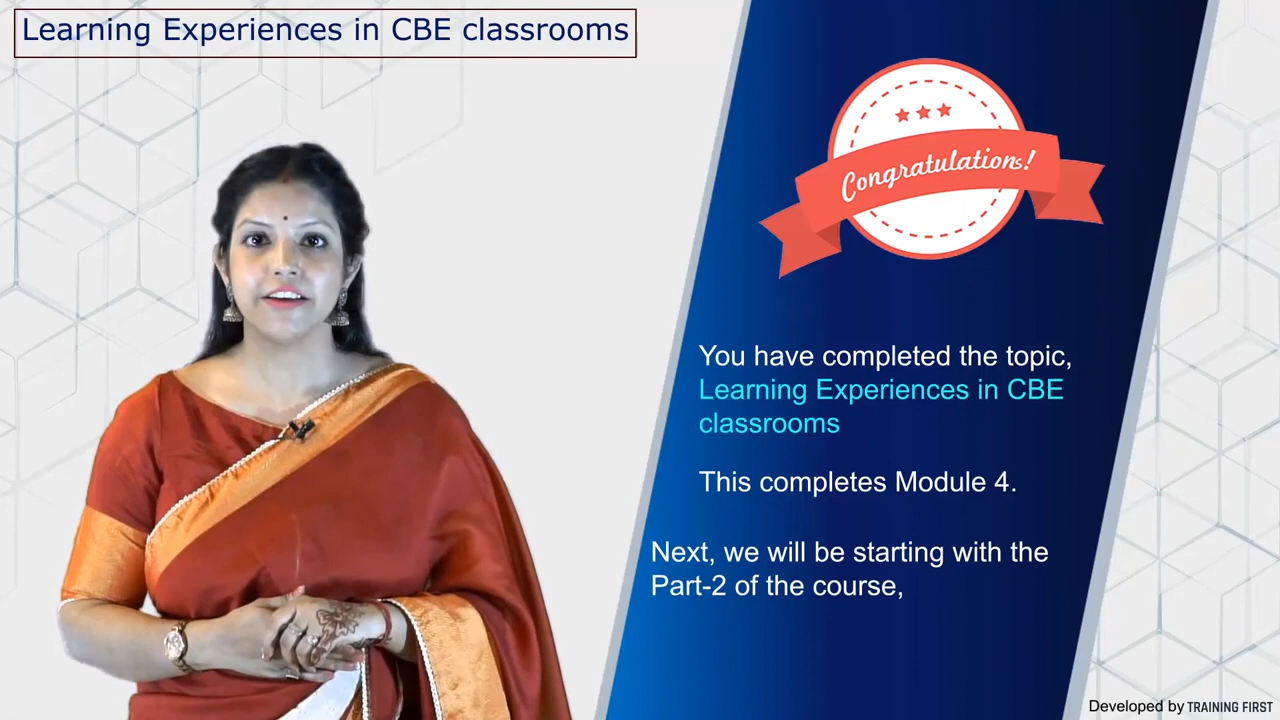 Learning Experiences in CBE classrooms
Congratulations!
You have completed the topic,
Learning Experiences in CBE
classrooms
This completes Module 4.
Next, we will be starting with the
Part-2 of the course,
Developed by TRAINING FIRST